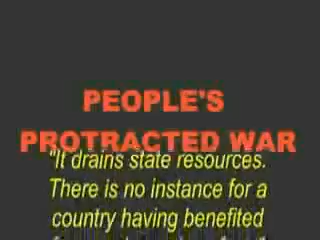 PEOPLE'S
PROTRACTED WAR
"It drains state resources.
There is no instance for a
country having benefited